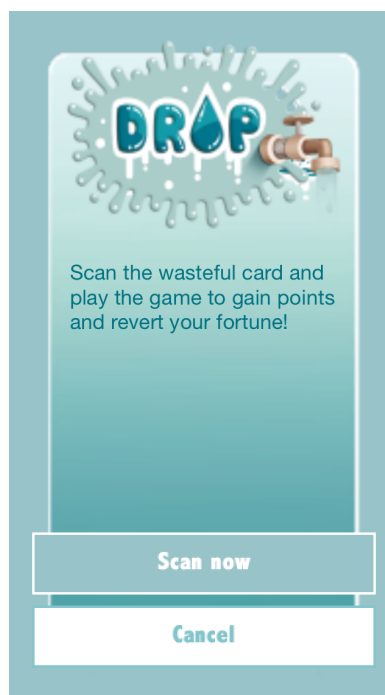 DROP
Scan the wasteful card and
play the game to gain points
and revert your fortune!
Scan now
Cancel